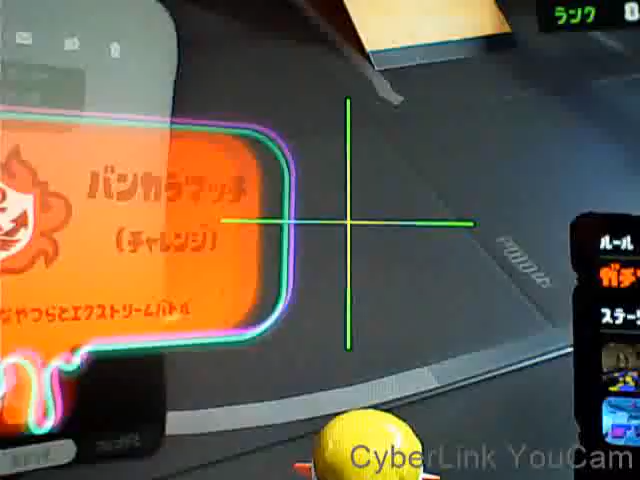 ランク
バンカラマッチ
(チャレンジ)
なやつらとエクストリームバトル
ルール
ガチ
ステー
CyberLink YouCam